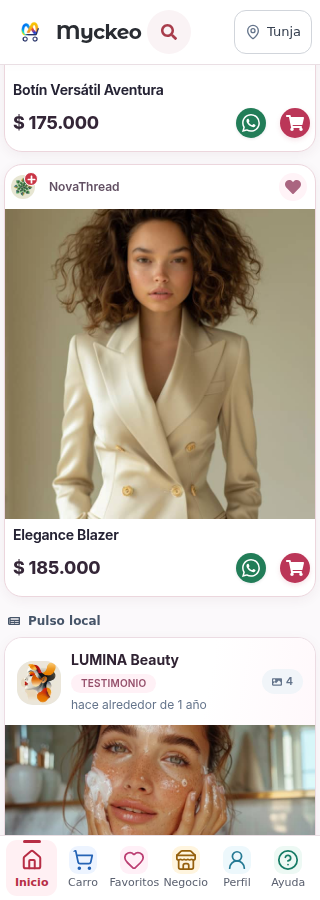 Myckeo
Tunja
Botín Versátil Aventura
$ 175.000
NovaThread
Elegance Blazer
$ 185.000
Pulso local
LUMINA Beauty
TESTIMONIO
4
hace alrededor de 1 año
Inicio Carro Favoritos Negocio Perfil Ayuda